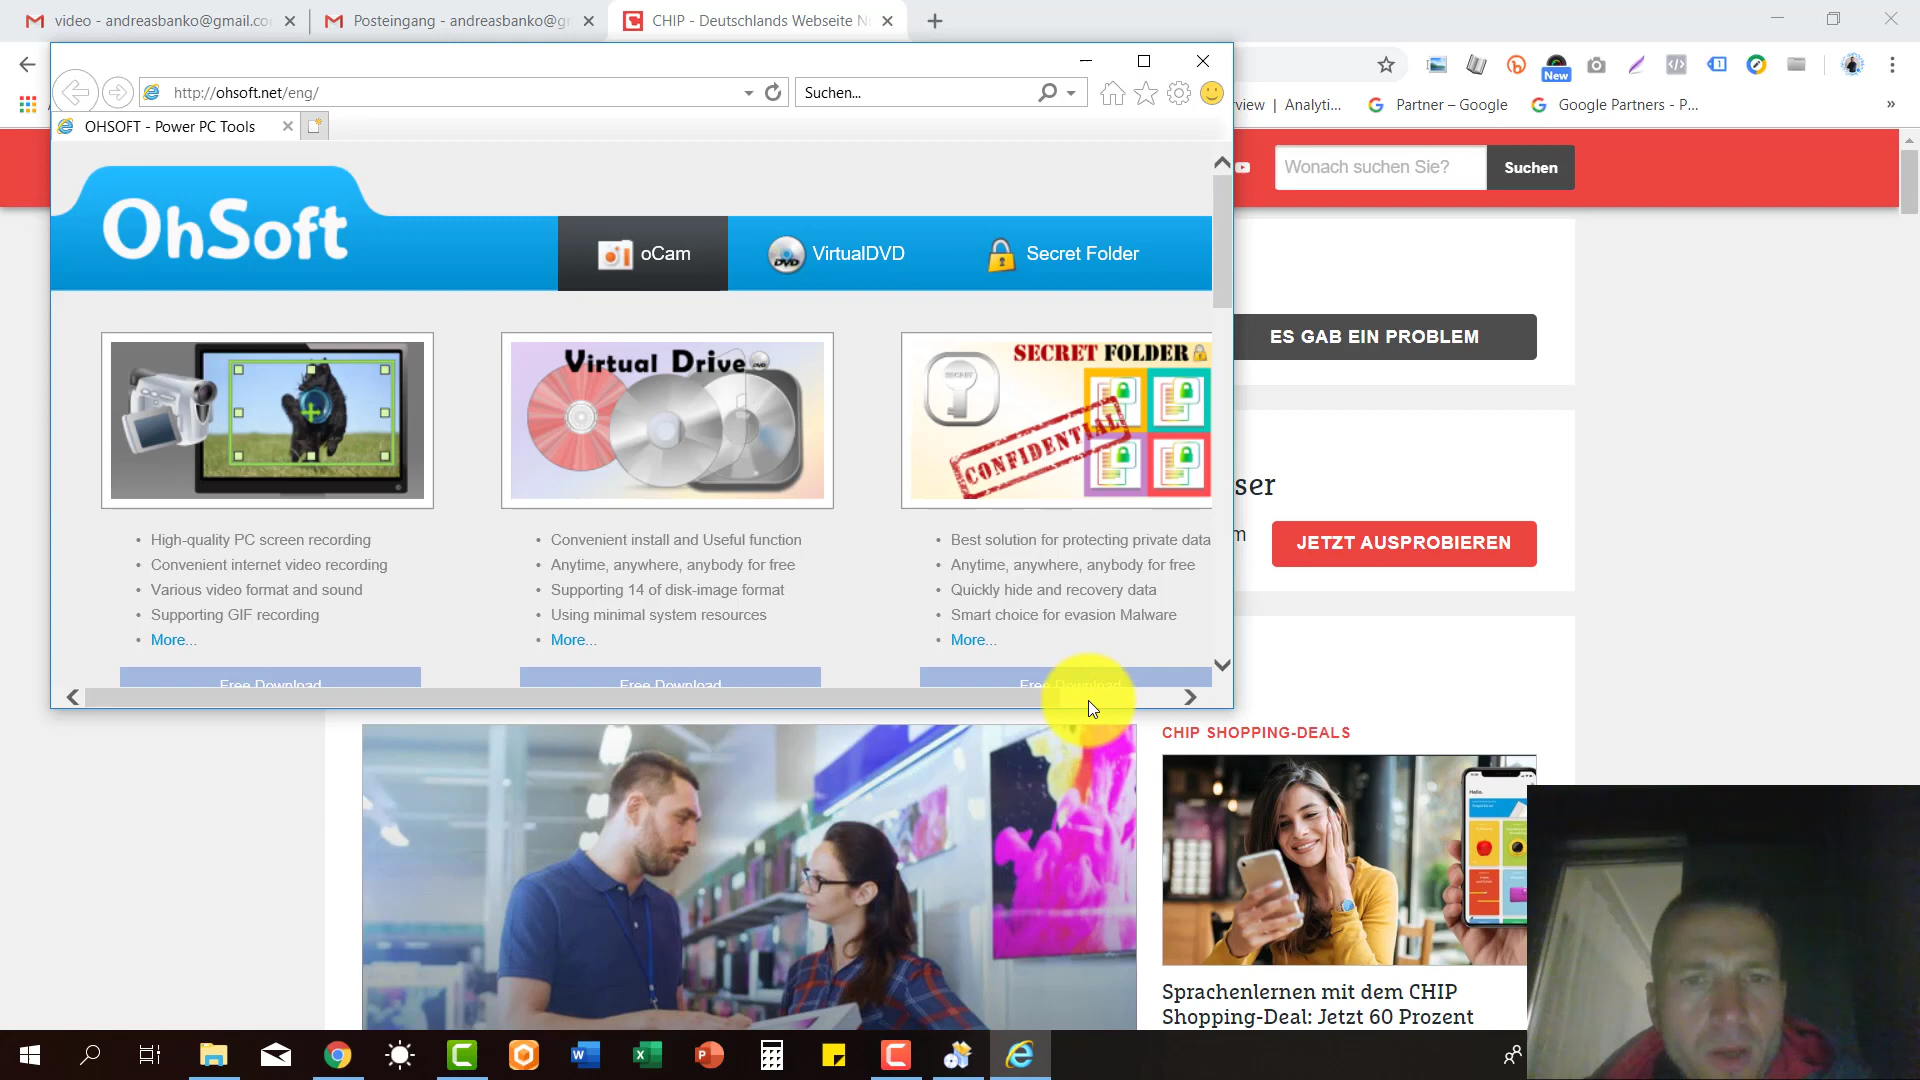 video - andreasbanko@gmail.co
Posteingang - andreasbanko@g
CHIP - Deutschlands Webseite N
New
http://ohsoft.net/eng/
Suchen...
view | Analyti...
Partner – Google
Google Partners - P...
»
OHSOFT - Power PC Tools
Wonach suchen Sie?
Suchen
OhSoft
oCam
DVD
VirtualDVD
Secret Folder
ES GAB EIN PROBLEM
Virtual Drive
SECRET FOLDER
SECRET
CONFIDENTIAL
ser
m
JETZT AUSPROBIEREN
• High-quality PC screen recording
• Convenient internet video recording
• Various video format and sound
• Supporting GIF recording
• More...
Free Download
• Convenient install and Useful function
• Anytime, anywhere, anybody for free
• Supporting 14 of disk-image format
• Using minimal system resources
• More...
Free Download
• Best solution for protecting private data
• Anytime, anywhere, anybody for free
• Quickly hide and recovery data
• Smart choice for evasion Malware
• More...
Free Download
CHIP SHOPPING-DEALS
Sprachenlernen mit dem CHIP
Shopping-Deal: Jetzt 60 Prozent